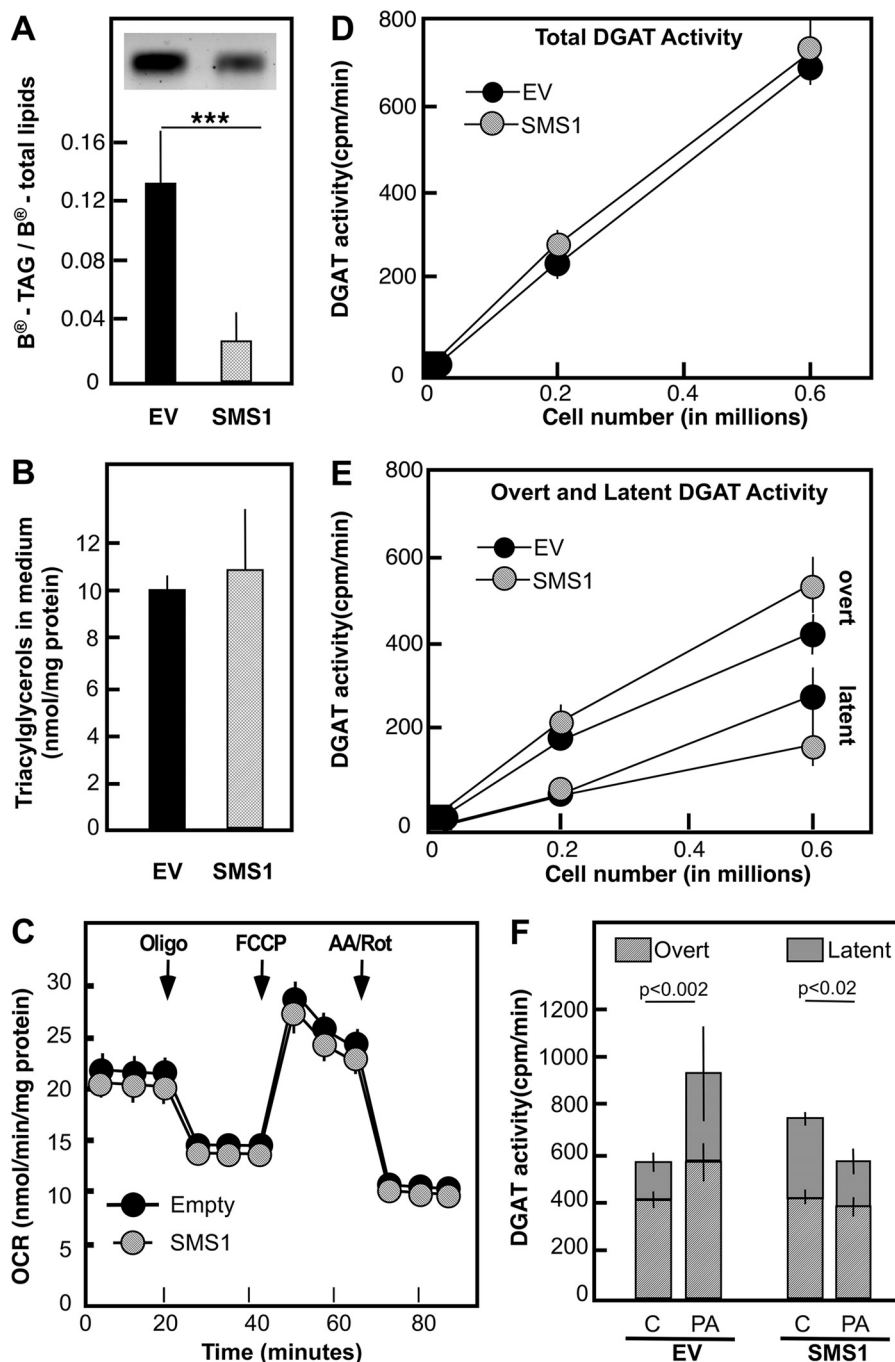 A
***
0.16
0.12
0.08
0.04
0
B®- TAG / B®- total lipids
EV SMS1
D
Total DGAT Activity
EV
SMS1
800
600
400
200
0
DGAT activity(cpm/min)
0 0.2 0.4 0.6
Cell number (in millions)
B
12
10
8
6
4
2
0
Triacylglycerols in medium
(nmol/mg protein)
EV SMS1
E
Overt and Latent DGAT Activity
EV
SMS1
overt
latent
800
600
400
200
0
DGAT activity(cpm/min)
0 0.2 0.4 0.6
Cell number (in millions)
C
Oligo FCCP AA/Rot
30
25
20
15
10
5
0
OCR (nmol/min/mg protein)
Empty
SMS1
0 20 40 60 80
Time (minutes)
F
Overt Latent
p<0.002 p<0.02
1200
1000
800
600
400
200
0
DGAT activity(cpm/min)
C PA C PA
EV SMS1